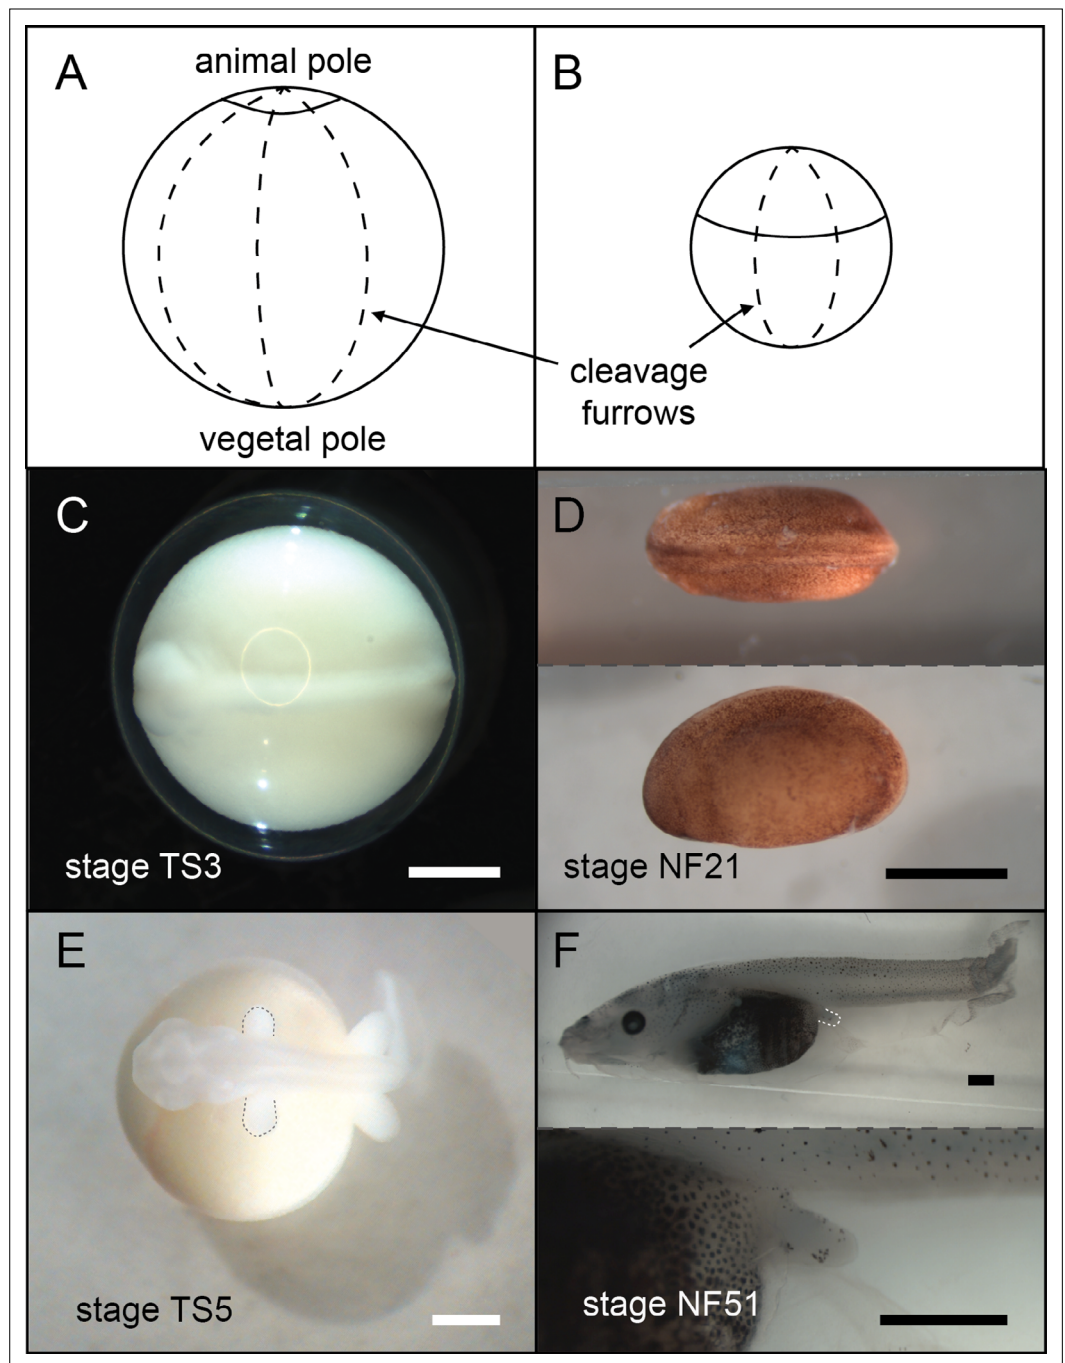 A
animal pole
vegetal pole
B
cleavage
furrows
C
stage TS3
D
stage NF21
E
stage TS5
F
stage NF51